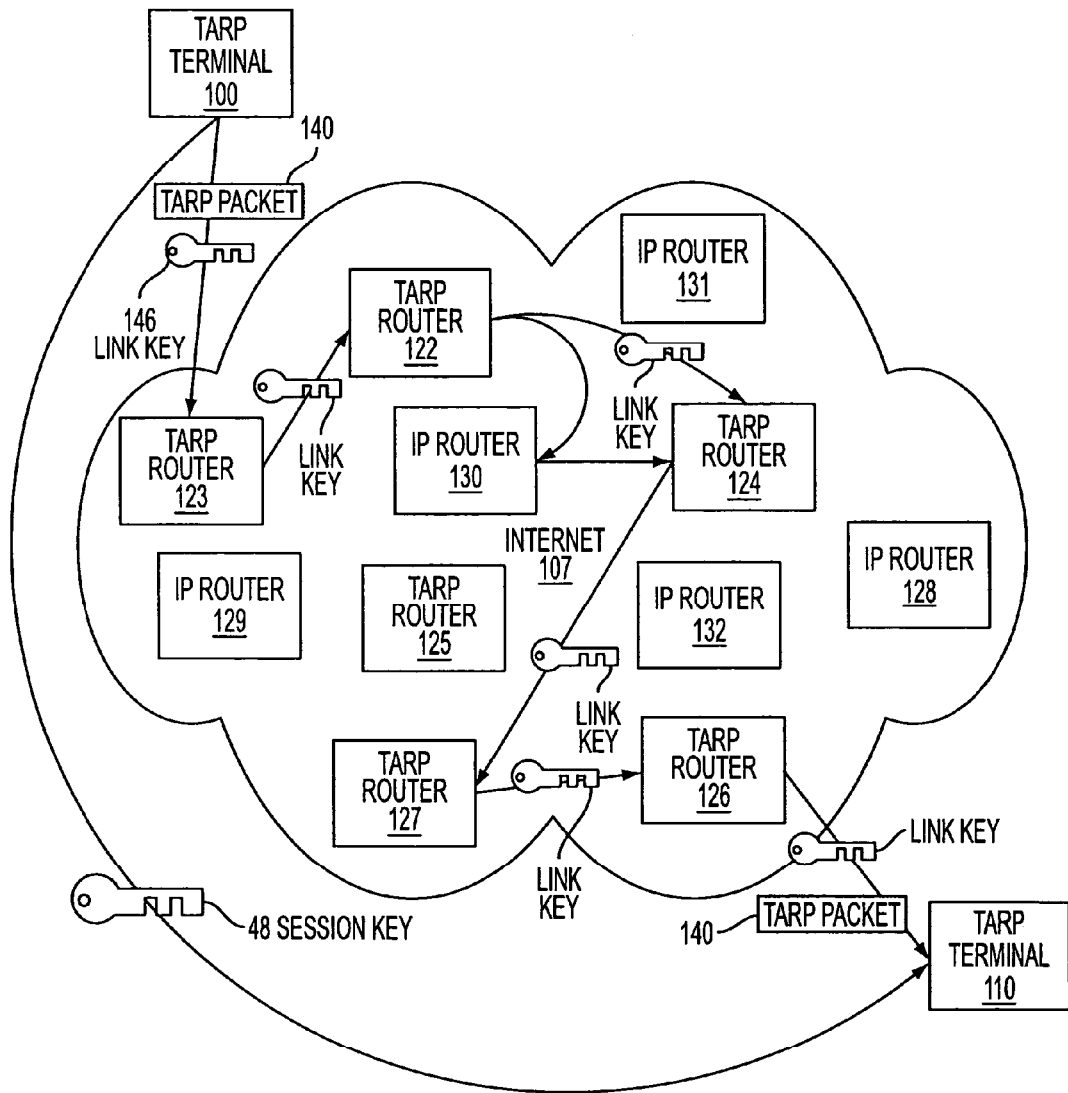 TARP
TERMINAL
100
140
TARP PACKET
146
LINK KEY
TARP
ROUTER
122
IP ROUTER
131
LINK
KEY
LINK
KEY
TARP
ROUTER
123
IP ROUTER
130
TARP
ROUTER
124
INTERNET
107
IP ROUTER
129
TARP
ROUTER
125
IP ROUTER
132
IP ROUTER
128
LINK
KEY
TARP
ROUTER
127
TARP
ROUTER
126
LINK
KEY
LINK KEY
48 SESSION KEY
140
TARP PACKET
TARP
TERMINAL
110